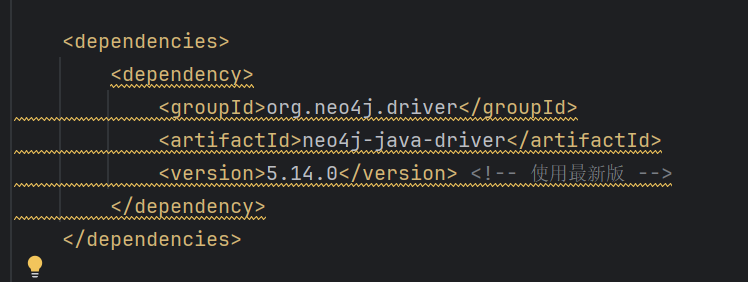 <dependencies>
<dependency>
<groupId>org.neo4j.driver</groupId>
<artifactId>neo4j-java-driver</artifactId>
<version>5.14.0</version> <!-- 使用最新版 -->
</dependency>
</dependencies>